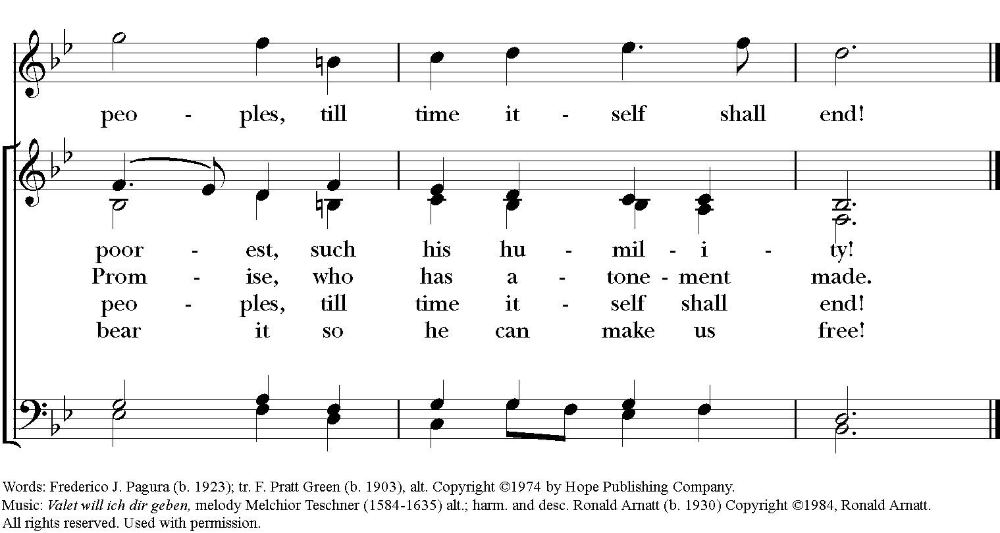 peo - ples, till time it - self shall end!
poor - est, such his hu - mil - i - ty!
Prom - ise, who has a - tone - ment made.
peo - ples, till time it - self shall end!
bear it so he can make us free!
Words: Frederico J. Pagura (b. 1923); tr. F. Pratt Green (b. 1903), alt. Copyright ©1974 by Hope Publishing Company.
Music: Valet will ich dir geben, melody Melchior Teschner (1584-1635) alt.; harm. and desc. Ronald Arnatt (b. 1930) Copyright ©1984, Ronald Arnatt.
All rights reserved. Used with permission.